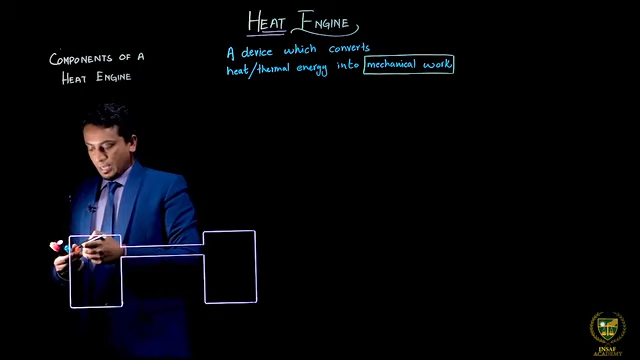 HEAT ENGINE
COMPONENTS OF A
HEAT ENGINE
A device which converts
heat/thermal energy into mechanical work
INSAF
ACADEMY